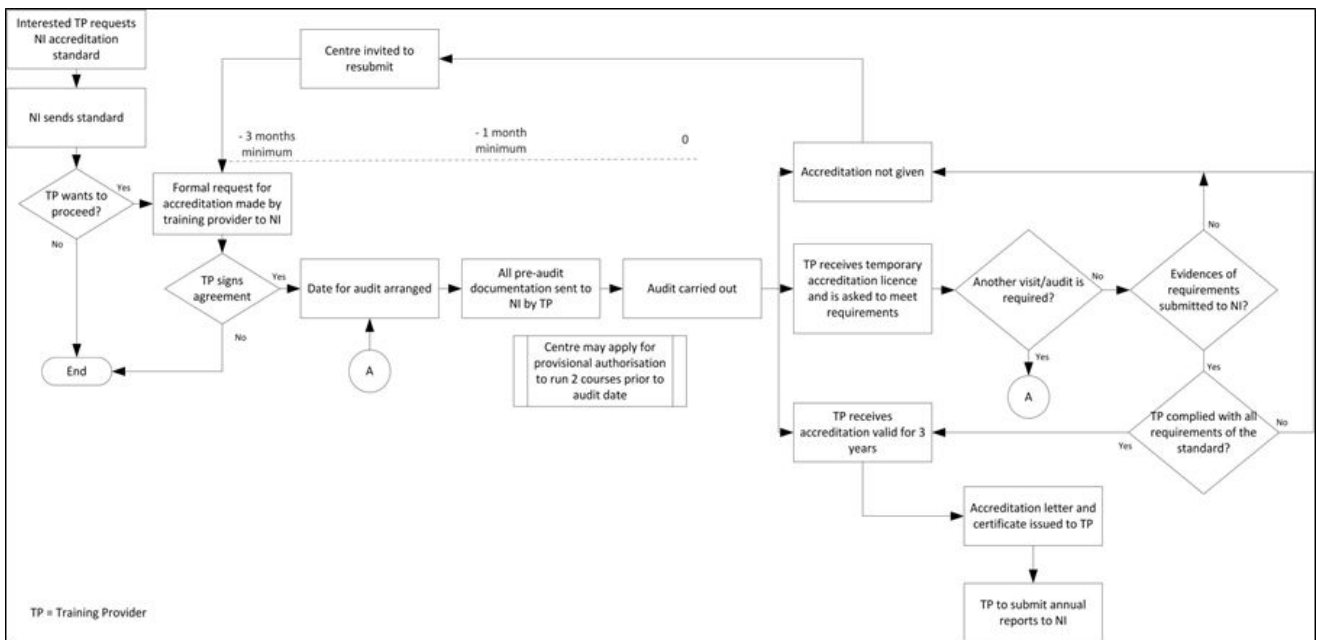 Interested TP requests
NI accreditation
standard
NI sends standard
TP wants to
proceed?
Yes
No
End
Centre invited to
resubmit
- 3 months
minimum
- 1 month
minimum
0
Formal request for
accreditation made by
training provider to NI
TP signs
agreement
Yes
No
Date for audit arranged
A
All pre-audit
documentation sent to
NI by TP
Centre may apply for
provisional authorisation
to run 2 courses prior to
audit date
Audit carried out
Accreditation not given
TP receives temporary
accreditation licence
and is asked to meet
requirements
Another visit/audit is
required?
No
Yes
A
Evidences of
requirements
submitted to NI?
No
Yes
TP complied with all
requirements of the
standard?
No
Yes
TP receives
accreditation valid for 3
years
Accreditation letter and
certificate issued to TP
TP to submit annual
reports to NI
TP = Training Provider